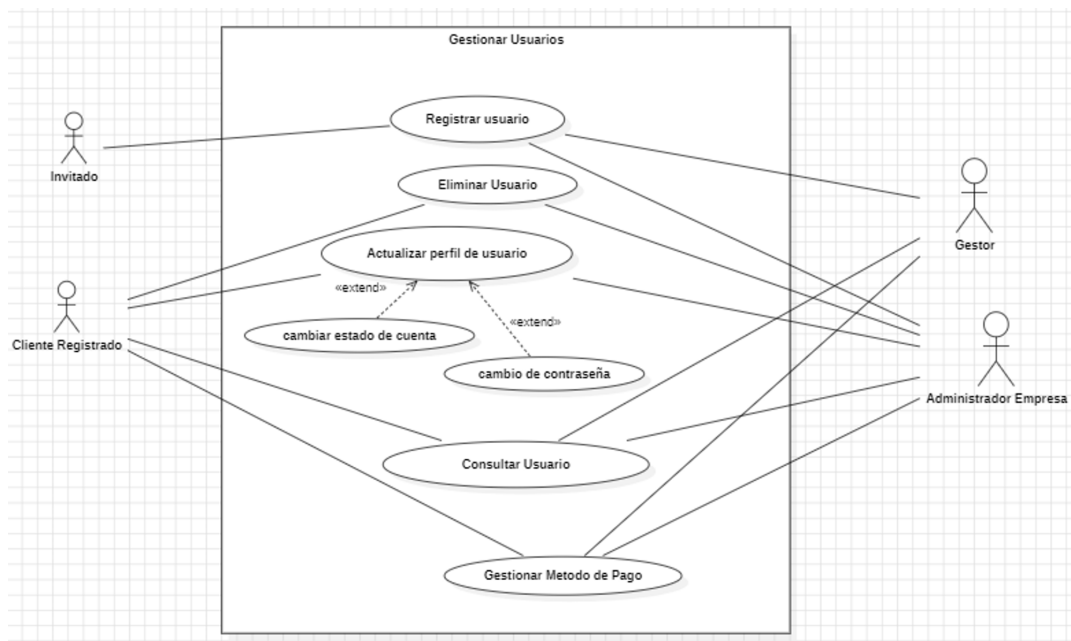 Gestionar Usuarios
Registrar usuario
Invitado
Eliminar Usuario
Gestor
Actualizar perfil de usuario
«extend»
«extend»
cambiar estado de cuenta
Cliente Registrado
cambio de contraseña
Administrador Empresa
Consultar Usuario
Gestionar Metodo de Pago